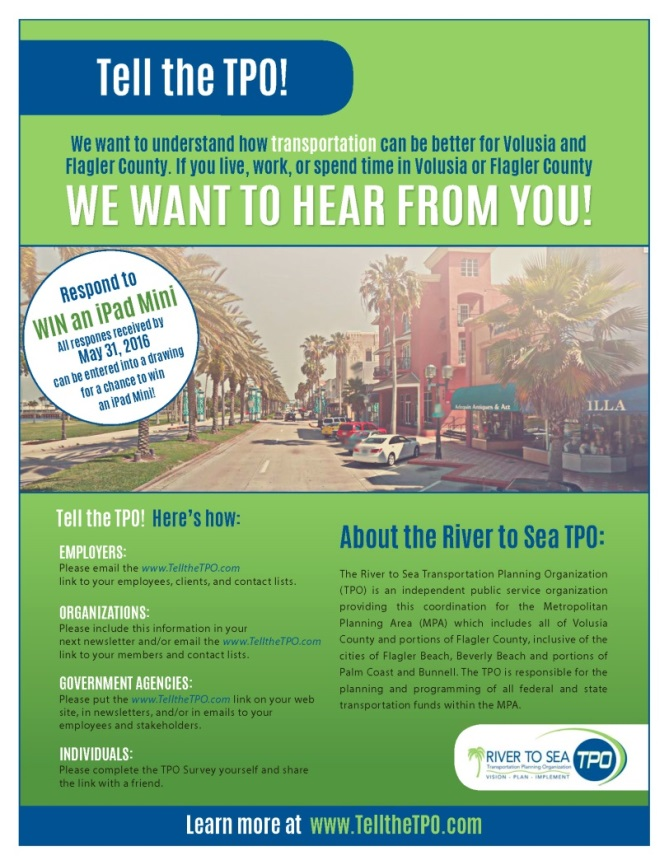 Tell the TPO!
We want to understand how transportation can be better for Volusia and
Flagler County. If you live, work, or spend time in Volusia or Flagler County
WE WANT TO HEAR FROM YOU!
Respond to
WIN an iPad Mini
All respones received by
May 31, 2016
can be entered into a drawing
for a chance to win
an iPad Mini!
Antiques & Art
ILLA
Tell the TPO! Here's how:
EMPLOYERS:
Please email the www.TelltheTPO.com
link to your employees, clients, and contact lists.
ORGANIZATIONS:
Please include this information in your
next newsletter and/or email the www.TelltheTPO.com
link to your members and contact lists.
GOVERNMENT AGENCIES:
Please put the www.TelltheTPO.com link on your web
site, in newsletters, and/or in emails to your
employees and stakeholders.
INDIVIDUALS:
Please complete the TPO Survey yourself and share
the link with a friend.
About the River to Sea TPO:
The River to Sea Transportation Planning Organization
(TPO) is an independent public service organization
providing this coordination for the Metropolitan
Planning Area (MPA) which includes all of Volusia
County and portions of Flagler County, inclusive of the
cities of Flagler Beach, Beverly Beach and portions of
Palm Coast and Bunnell. The TPO is responsible for the
planning and programming of all federal and state
transportation funds within the MPA.
RIVER TO SEA TPO
Transportation Planning Organization
VISION - PLAN - IMPLEMENT
Learn more at www.TelltheTPO.com